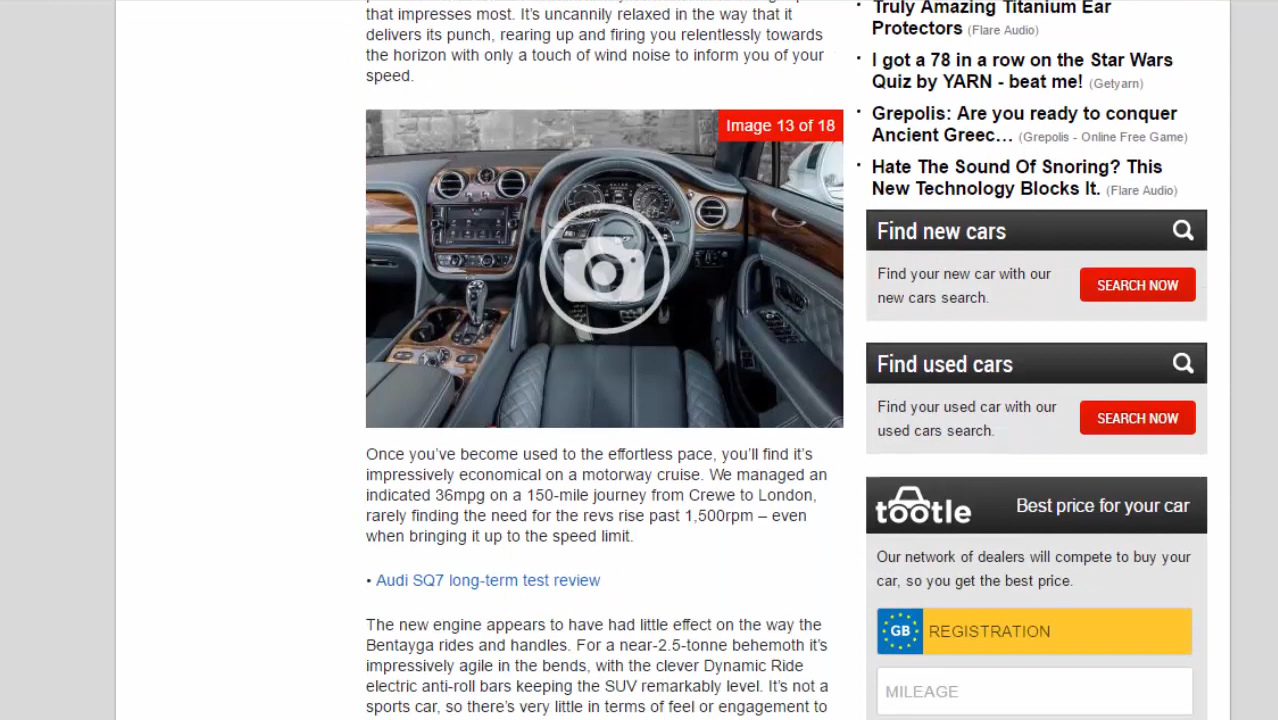 that impresses most. It's uncannily relaxed in the way that it
delivers its punch, rearing up and firing you relentlessly towards
the horizon with only a touch of wind noise to inform you of your
speed.
Image 13 of 18
Once you've become used to the effortless pace, you'll find it's
impressively economical on a motorway cruise. We managed an
indicated 36mpg on a 150-mile journey from Crewe to London,
rarely finding the need for the revs rise past 1,500rpm – even
when bringing it up to the speed limit.
• Audi SQ7 long-term test review
The new engine appears to have had little effect on the way the
Bentayga rides and handles. For a near-2.5-tonne behemoth it's
impressively agile in the bends, with the clever Dynamic Ride
electric anti-roll bars keeping the SUV remarkably level. It's not a
sports car, so there's very little in terms of feel or engagement to
Truly Amazing Titanium Ear
Protectors (Flare Audio)
I got a 78 in a row on the Star Wars
Quiz by YARN - beat me! (Getyarn)
Grepolis: Are you ready to conquer
Ancient Greec… (Grepolis - Online Free Game)
Hate The Sound Of Snoring? This
New Technology Blocks It. (Flare Audio)
Find new cars
Find your new car with our
new cars search.
SEARCH NOW
Find used cars
Find your used car with our
used cars search.
SEARCH NOW
tootle Best price for your car
Our network of dealers will compete to buy your
car, so you get the best price.
GB REGISTRATION
MILEAGE